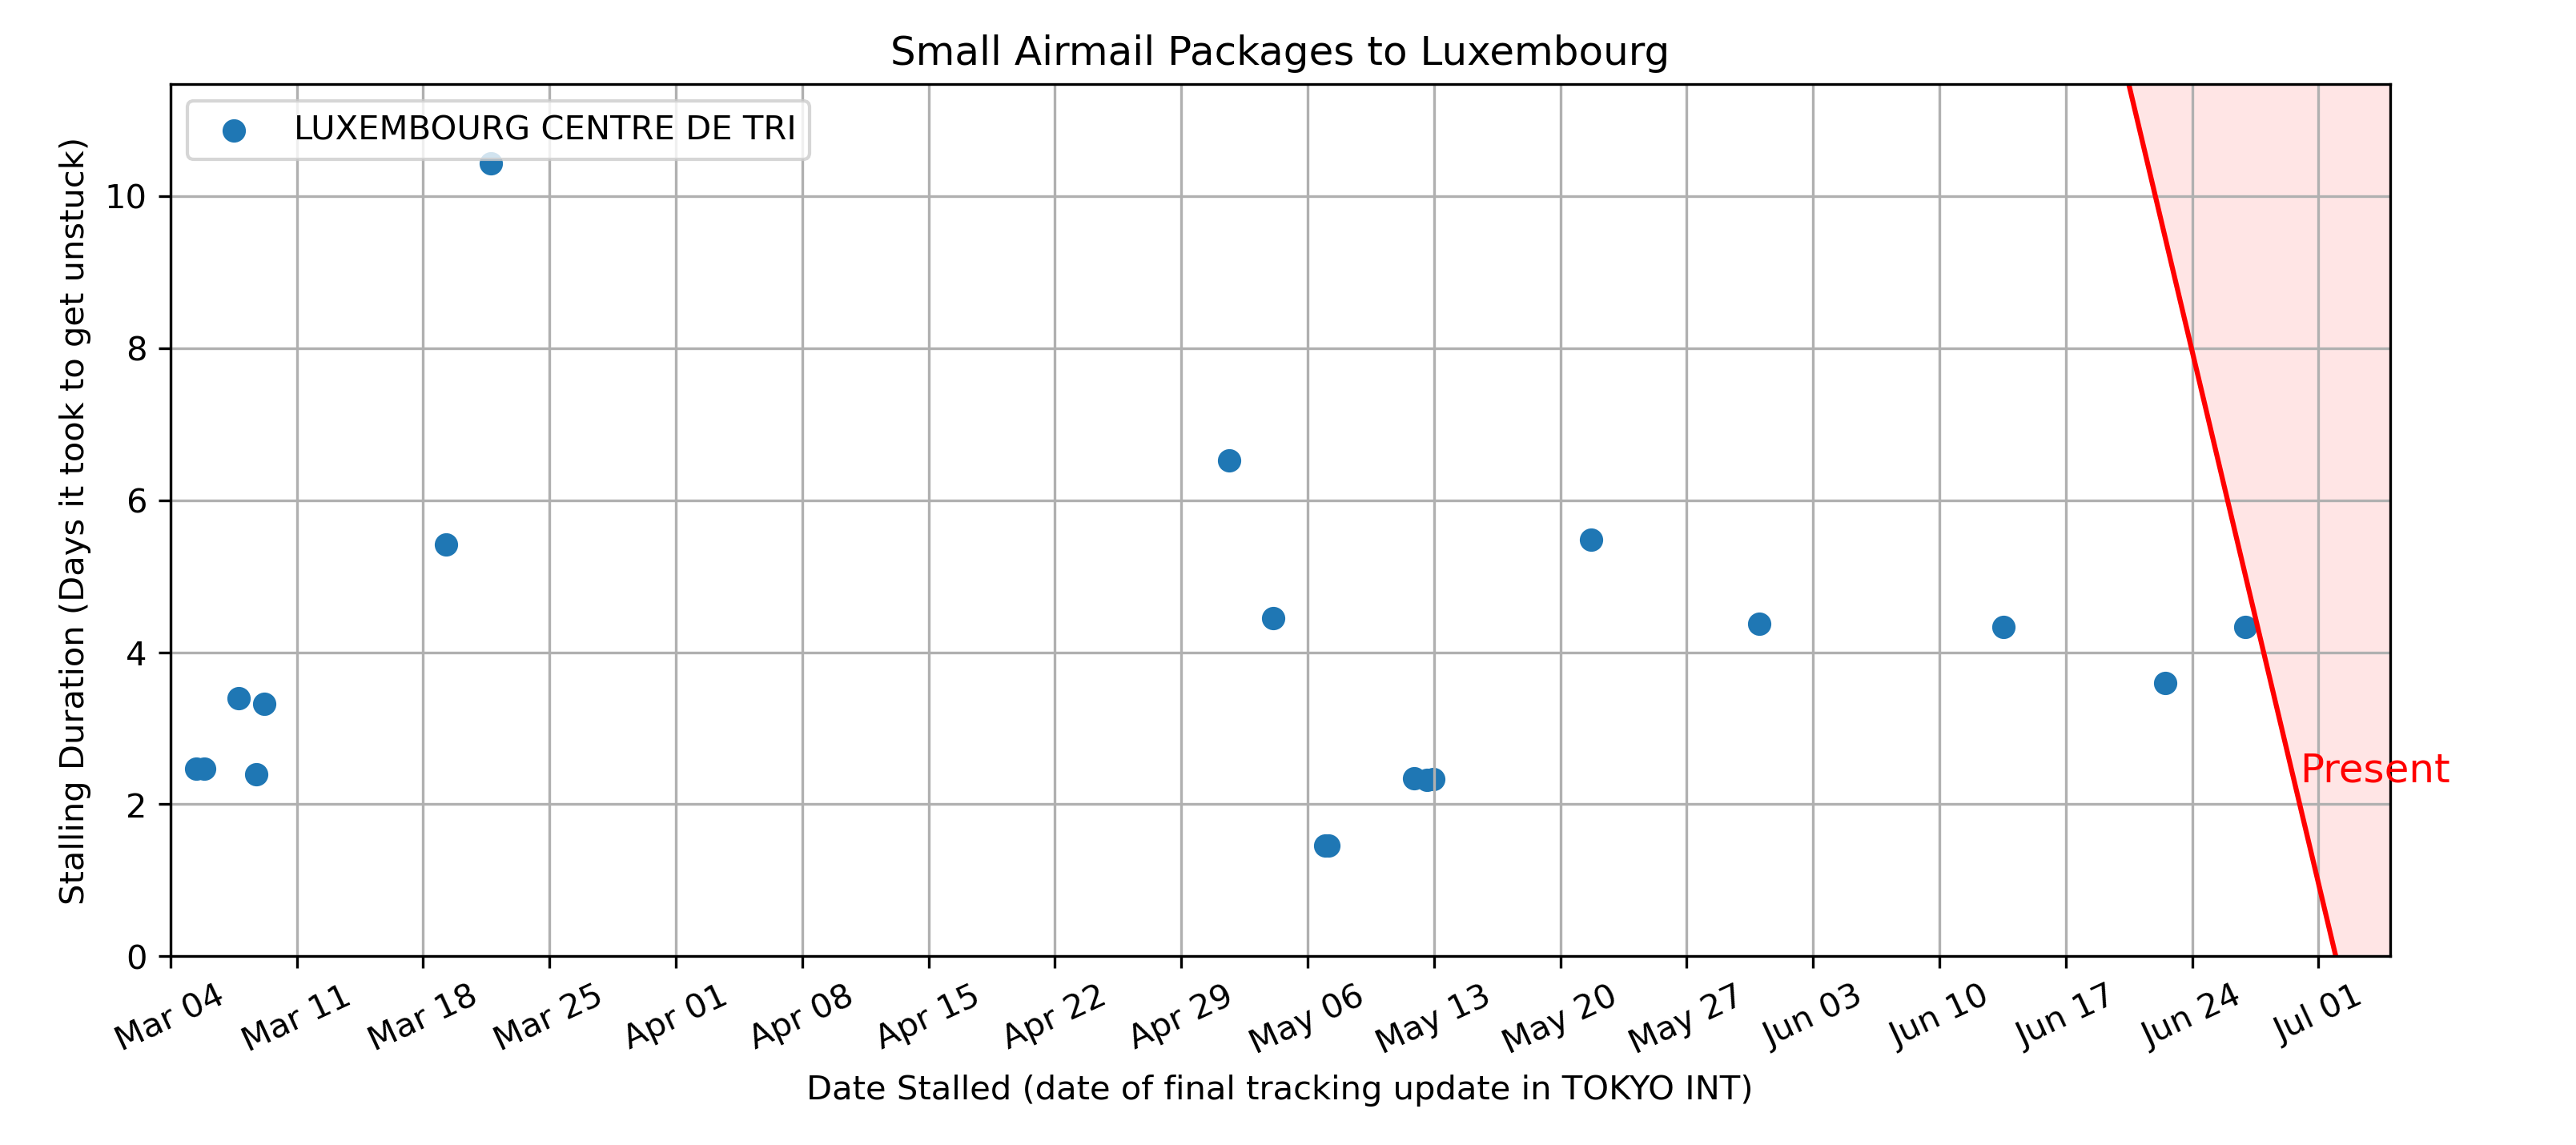 Small Airmail Packages to Luxembourg
LUXEMBOURG CENTRE DE TRI
Stalling Duration (Days it took to get unstuck)
10
8
6
4
2
0
Present
Mar 04
Mar 11
Mar 18
Mar 25
Apr 01
Apr 08
Apr 15
Apr 22
Apr 29
May 06
May 13
May 20
May 27
Jun 03
Jun 10
Jun 17
Jun 24
Jul 01
Date Stalled (date of final tracking update in TOKYO INT)